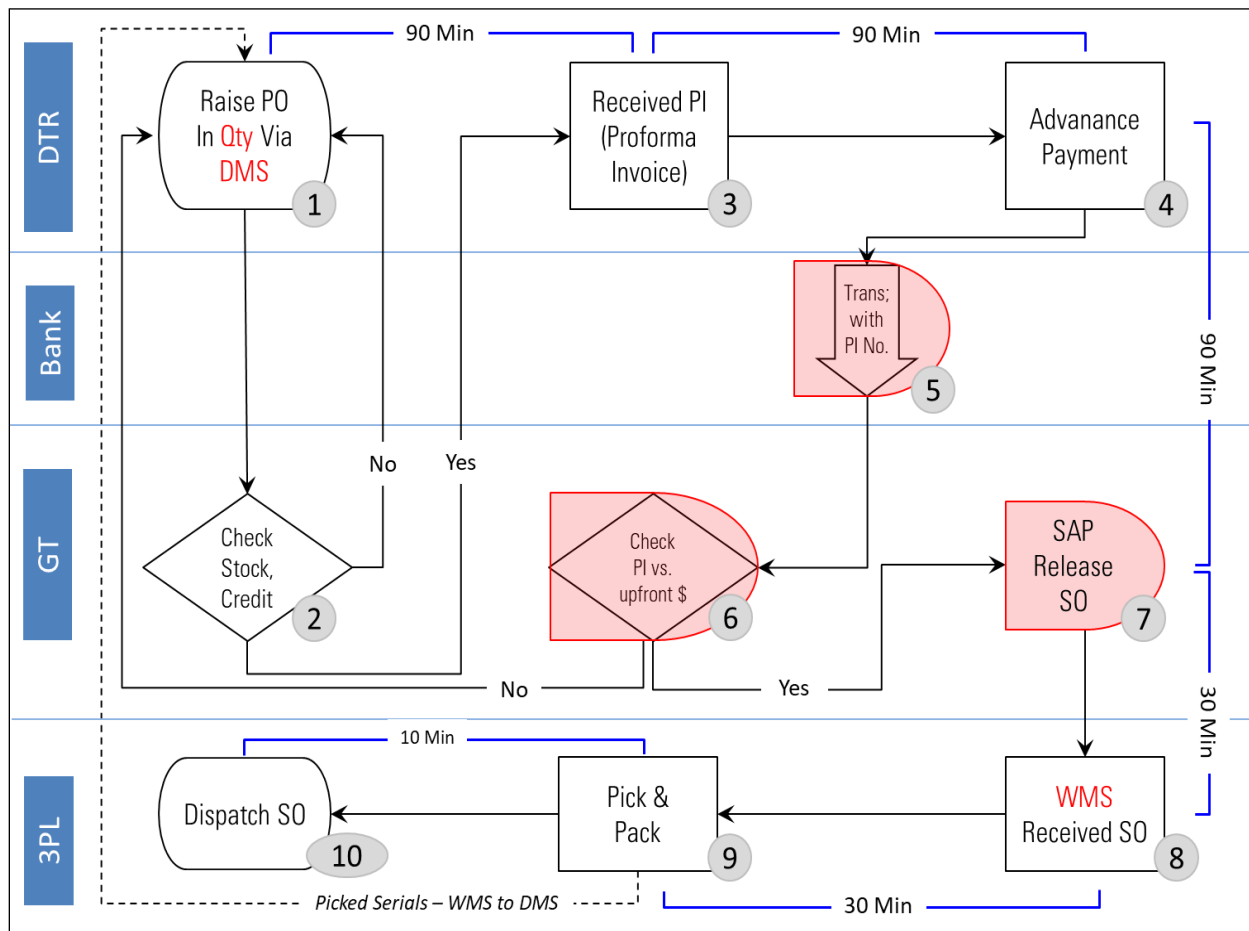 DTR
90 Min
90 Min
Raise PO
In Qty Via
DMS
1
Received PI
(Proforma
Invoice)
3
Advanance
Payment
4
Bank
Trans;
with
PI No.
5
90 Min
GT
No
Yes
Check
Stock,
Credit
2
Check
PI vs.
upfront $
6
SAP
Release
SO
7
No
Yes
30 Min
3PL
10 Min
Dispatch SO
10
Pick &
Pack
9
WMS
Received SO
8
Picked Serials – WMS to DMS
30 Min